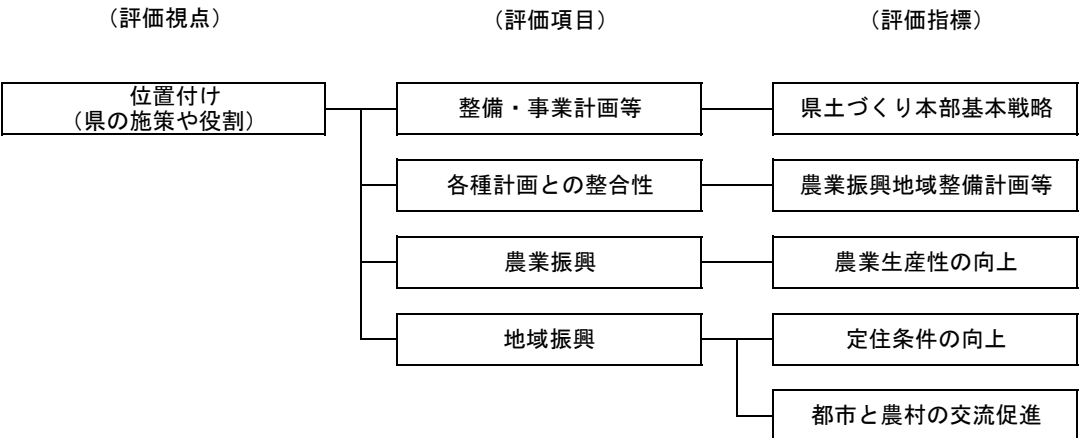 （評価視点）
（評価項目）
（評価指標）
位置付け
（県の施策や役割）
整備・事業計画等
県土づくり本部基本戦略
各種計画との整合性
農業振興地域整備計画等
農業振興
農業生産性の向上
地域振興
定住条件の向上
都市と農村の交流促進